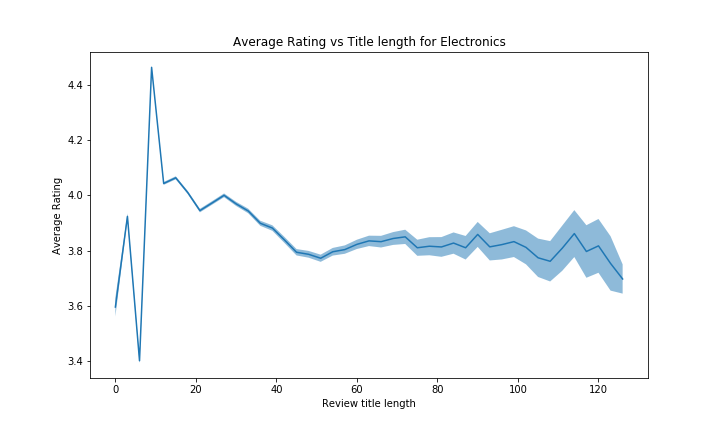 Average Rating vs Title length for Electronics
4.4
4.2
4.0
3.8
3.6
3.4
Average Rating
0 20 40 60 80 100 120
Review title length